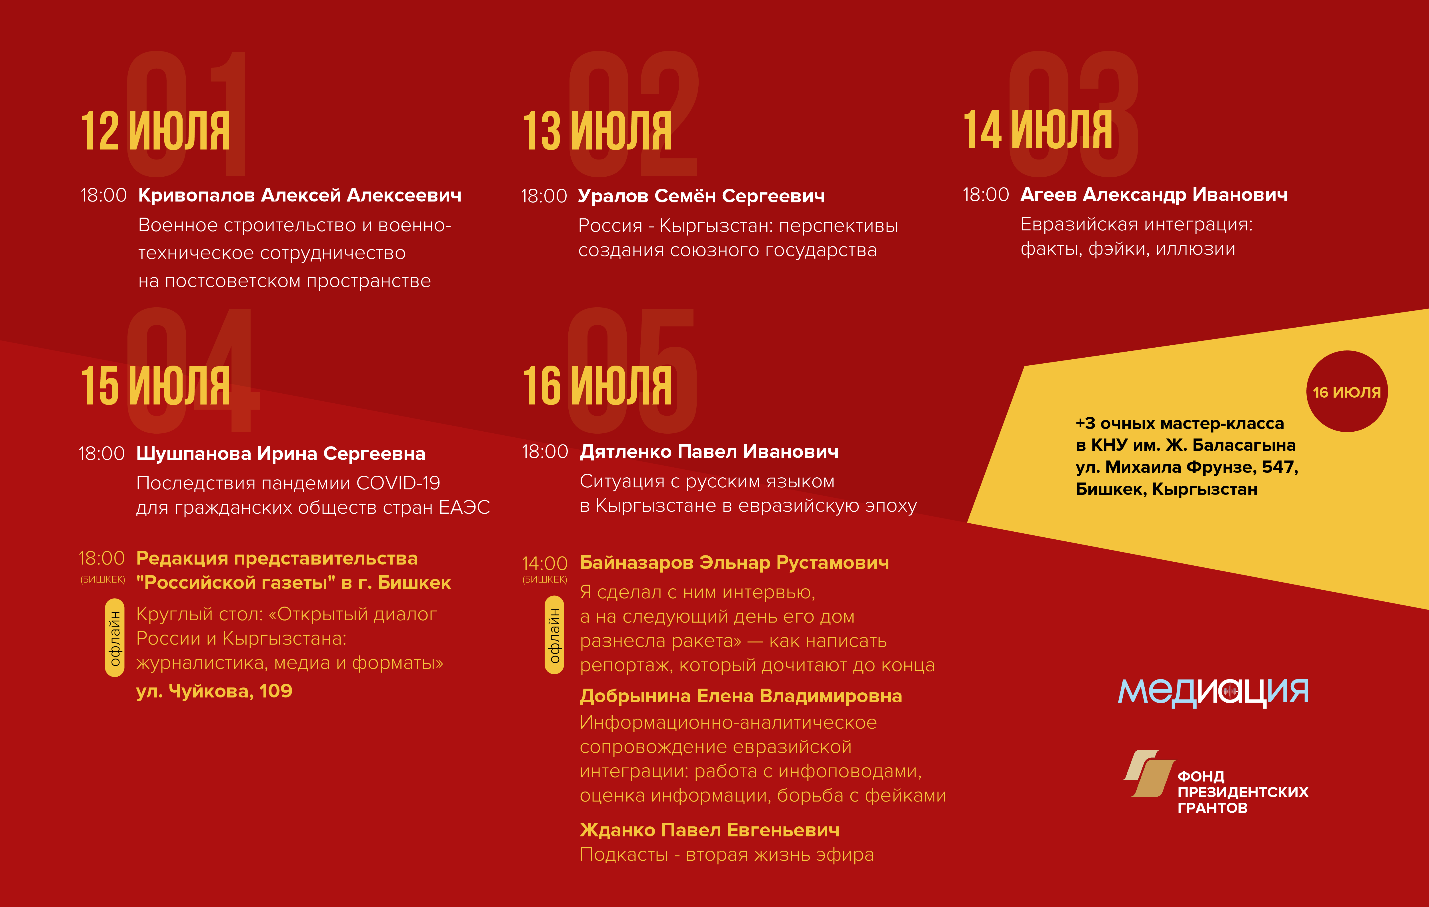 01
12 ИЮЛЯ
18:00 Кривопалов Алексей Алексеевич
Военное строительство и военно-
техническое сотрудничество
на постсоветском пространстве
02
13 ИЮЛЯ
18:00 Уралов Семён Сергеевич
Россия - Кыргызстан: перспективы
создания союзного государства
03
14 ИЮЛЯ
18:00 Агеев Александр Иванович
Евразийская интеграция:
факты, фэйки, иллюзии
04
15 ИЮЛЯ
18:00 Шушпанова Ирина Сергеевна
Последствия пандемии COVID-19
для гражданских обществ стран ЕАЭС
18:00 Редакция представительства
(БИШКЕК) "Российской газеты" в г. Бишкек
офлайн
Круглый стол: «Открытый диалог
России и Кыргызстана:
журналистика, медиа и форматы»
ул. Чуйкова, 109
05
16 ИЮЛЯ
18:00 Дятленко Павел Иванович
Ситуация с русским языком
в Кыргызстане в евразийскую эпоху
14:00 Байназаров Эльнар Рустамович
(БИШКЕК)
офлайн
Я сделал с ним интервью,
а на следующий день его дом
разнесла ракета» — как написать
репортаж, который дочитают до конца
Добрынина Елена Владимировна
Информационно-аналитическое
сопровождение евразийской
интеграции: работа с инфоповодами,
оценка информации, борьба с фейками
Жданко Павел Евгеньевич
Подкасты - вторая жизнь эфира
16 ИЮЛЯ
+3 очных мастер-класса
в КНУ им. Ж. Баласагына
ул. Михаила Фрунзе, 547,
Бишкек, Кыргызстан
медиация
ФОНД
ПРЕЗИДЕНТСКИХ
ГРАНТОВ